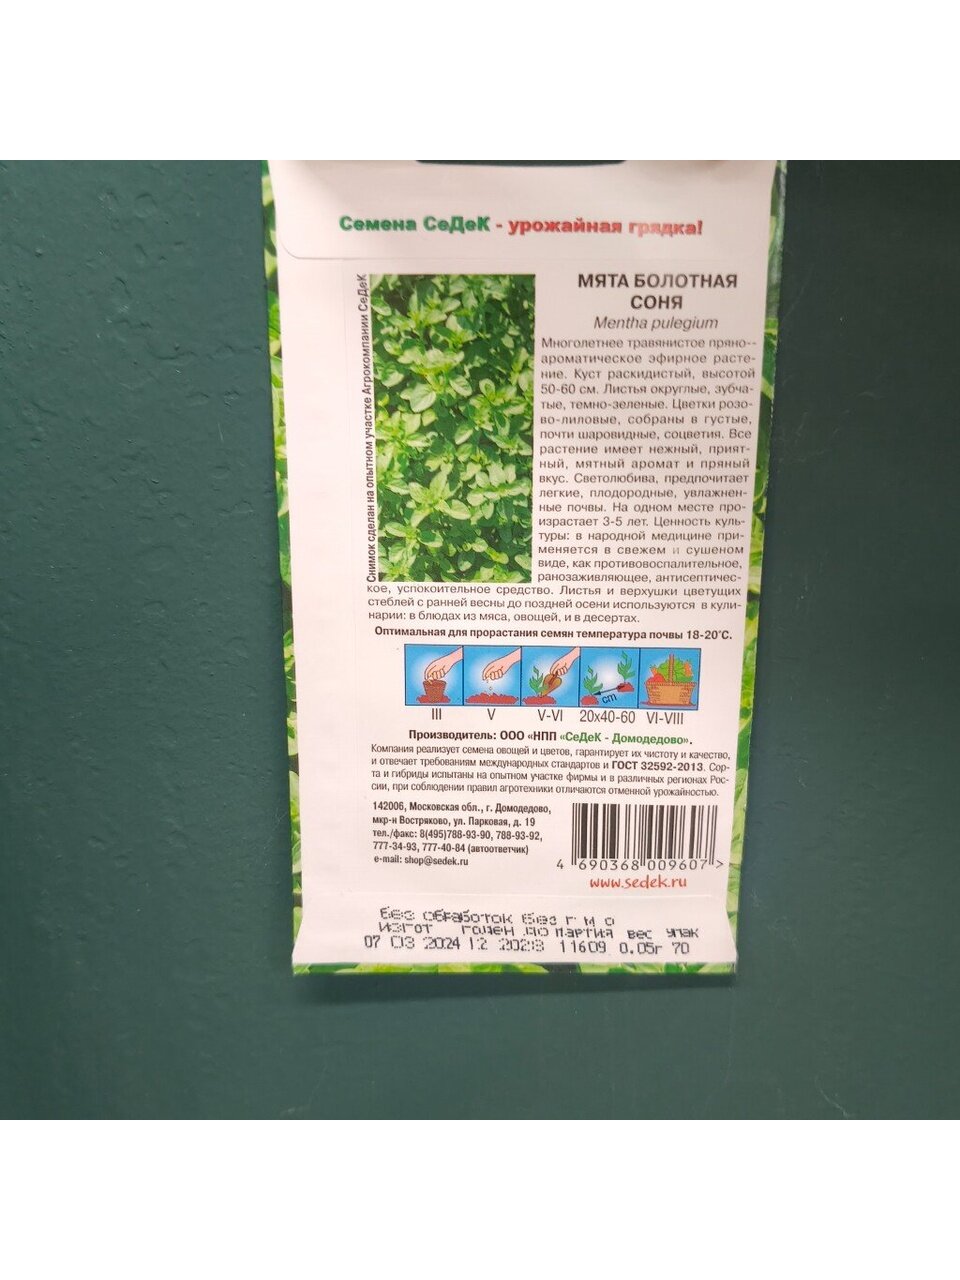 Семена СеДеК - урожайная грядка!
Снимок сделан на опытном участке Агрокомпании СеДеК
МЯТА БОЛОТНАЯ
СОНЯ
Mentha pulegium
Многолетнее травянистое пряно-
ароматическое эфирное расте-
ние. Куст раскидистый, высотой
50-60 см. Листья округлые, зубча-
тые, темно-зеленые. Цветки розо-
во-лиловые, собраны в густые,
почти шаровидные, соцветия. Все
растение имеет нежный, прият-
ный, мятный аромат и пряный
вкус. Светолюбива, предпочитает
легкие, плодородные, увлажнен-
ные почвы. На одном месте про-
израстает 3-5 лет. Ценность куль-
туры: в народной медицине при-
меняется в свежем и сушеном
виде, как противовоспалительное,
ранозаживляющее, антисептичес-
кое, успокоительное средство. Листья и верхушки цветущих
стеблей с ранней весны до поздней осени используются в кули-
нарии: в блюдах из мяса, овощей, и в десертах.
Оптимальная для прорастания семян температура почвы 18-20°С.
cm
III V V-VI 20x40-60 VI-VIII
Производитель: ООО «НПП «СеДеК - Домодедово».
Компания реализует семена овощей и цветов, гарантирует их чистоту и качество,
и отвечает требованиям международных стандартов и ГОСТ 32592-2013. Сор-
та и гибриды испытаны на опытном участке фирмы и в различных регионах Рос-
сии, при соблюдении правил агротехники отличаются отменной урожайностью.
142006, Московская обл., г. Домодедово,
мкр-н Востряково, ул. Парковая, д. 19
тел./факс: 8(495)788-93-90, 788-93-92,
777-34-93, 777-40-84 (автоответчик)
e-mail: shop@sedek.ru
4 690368 009607 >
www.sedek.ru
без обработок без г м о
изгот годен до партия вес упак
07 03 2024 12 2028 11609 0.05г 70